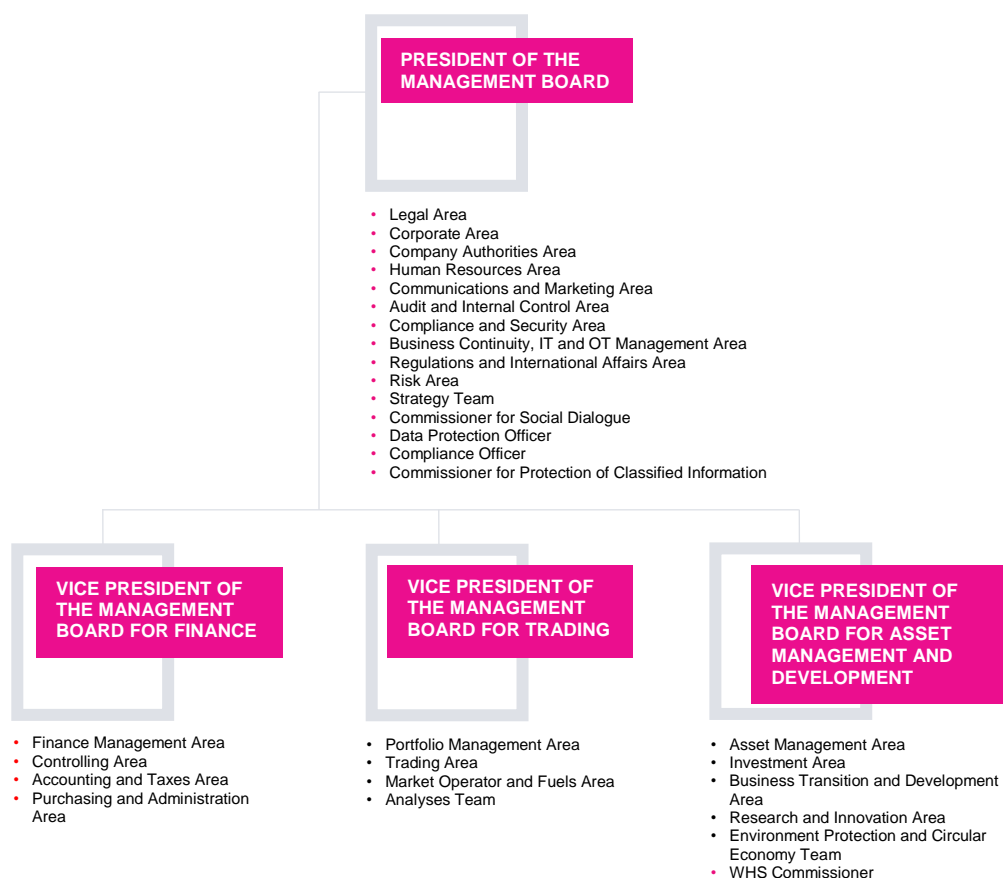 PRESIDENT OF THE
MANAGEMENT BOARD
• Legal Area
• Corporate Area
• Company Authorities Area
• Human Resources Area
• Communications and Marketing Area
• Audit and Internal Control Area
• Compliance and Security Area
• Business Continuity, IT and OT Management Area
• Regulations and International Affairs Area
• Risk Area
• Strategy Team
• Commissioner for Social Dialogue
• Data Protection Officer
• Compliance Officer
• Commissioner for Protection of Classified Information
VICE PRESIDENT OF
THE MANAGEMENT
BOARD FOR FINANCE
• Finance Management Area
• Controlling Area
• Accounting and Taxes Area
• Purchasing and Administration
Area
VICE PRESIDENT OF
THE MANAGEMENT
BOARD FOR TRADING
• Portfolio Management Area
• Trading Area
• Market Operator and Fuels Area
• Analyses Team
VICE PRESIDENT OF
THE MANAGEMENT
BOARD FOR ASSET
MANAGEMENT AND
DEVELOPMENT
• Asset Management Area
• Investment Area
• Business Transition and Development
Area
• Research and Innovation Area
• Environment Protection and Circular
Economy Team
• WHS Commissioner